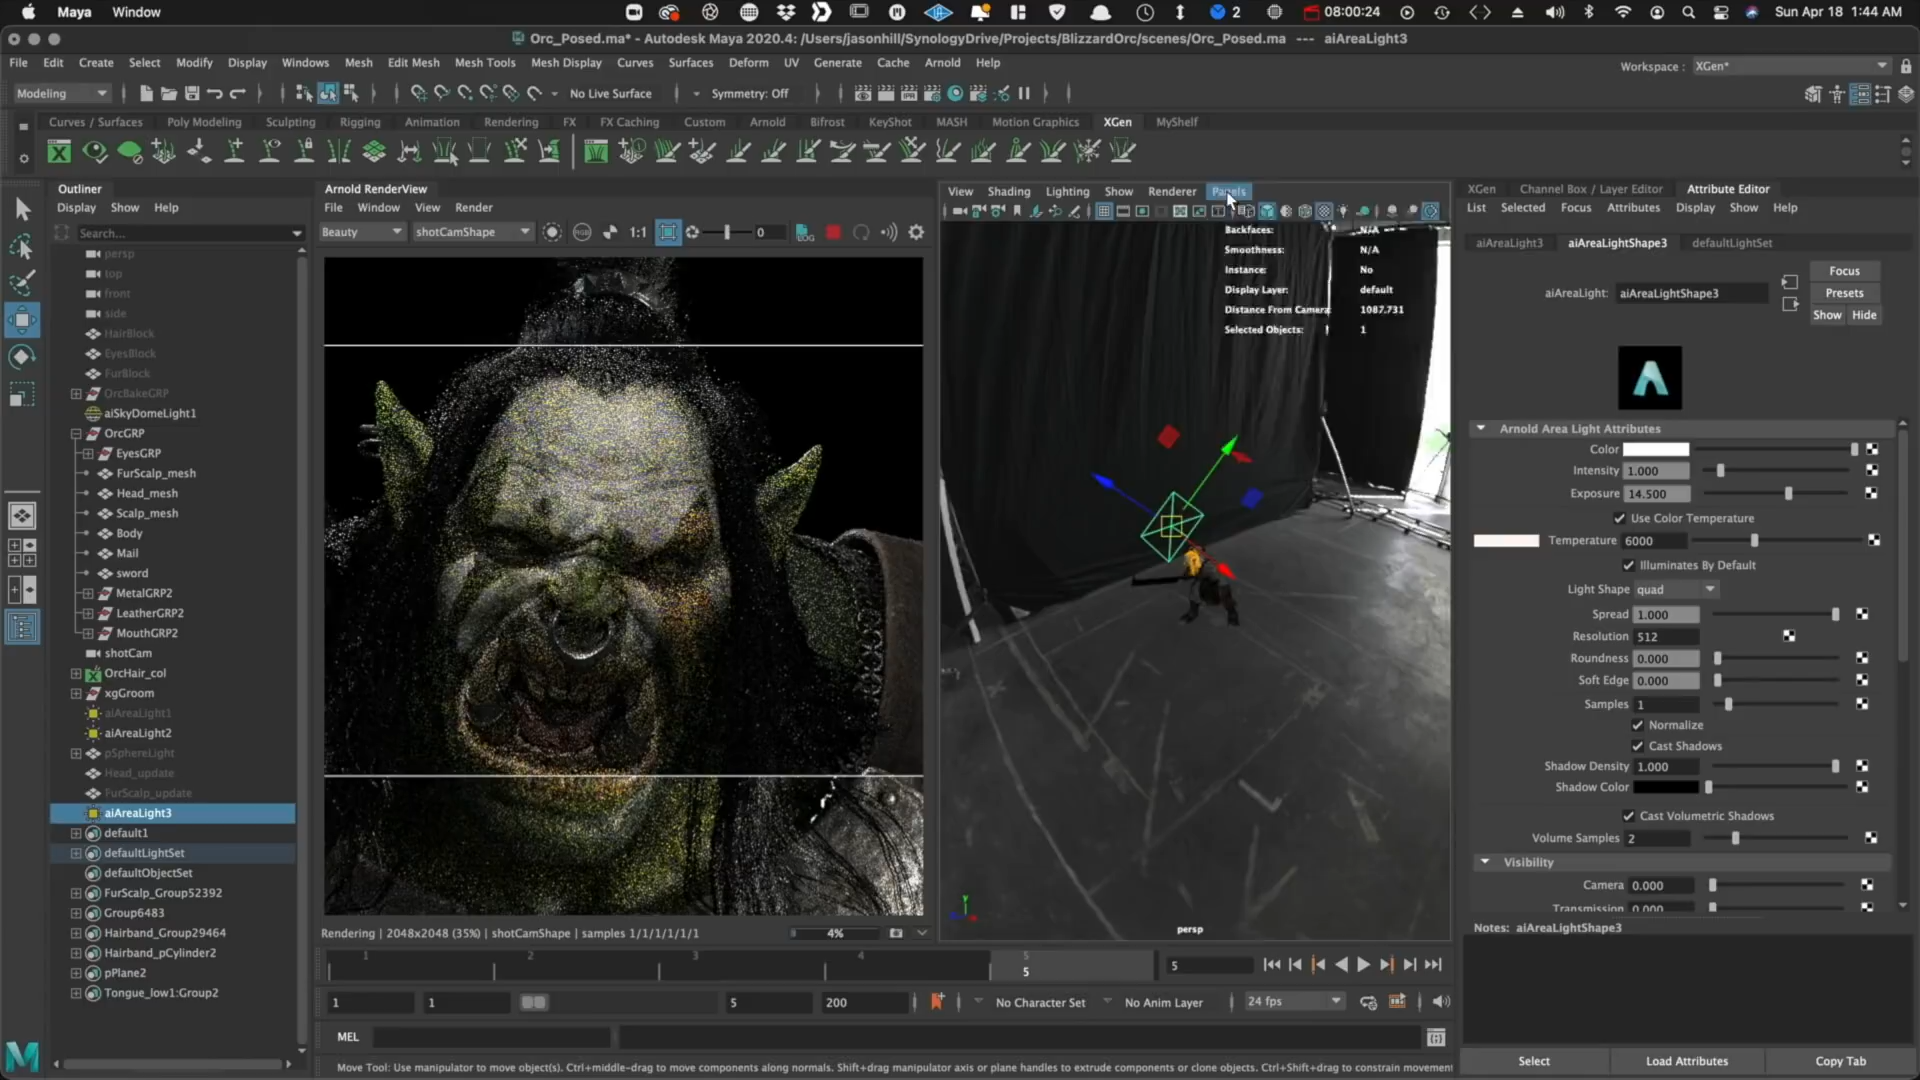 Maya Window 2 08:00:24 Sun Apr 18 1:44 AM
Orc_Posed.ma* - Autodesk Maya 2020.4: /Users/jasonhill/SynologyDrive/Projects/BlizzardOrc/scenes/Orc_Posed.ma --- aiAreaLight3
File Edit Create Select Modify Display Windows Mesh Edit Mesh Mesh Tools Mesh Display Curves Surfaces Deform UV Generate Cache Arnold Help Workspace : XGen*
Modeling No Live Surface Symmetry: Off
Curves / Surfaces Poly Modeling Sculpting Rigging Animation Rendering FX FX Caching Custom Arnold Bifrost KeyShot MASH Motion Graphics XGen MyShelf
Outliner
Display Show Help
Search...
persp
top
front
side
HairBlock
EyesBlock
FurBlock
OrcBakeGRP
aiSkyDomeLight1
OrcGRP
EyesGRP
FurScalp_mesh
Head_mesh
Scalp_mesh
Body
Mail
sword
MetalGRP2
LeatherGRP2
MouthGRP2
shotCam
OrcHair_col
xgGroom
aiAreaLight1
aiAreaLight2
pSphereLight
Head_update
FurScalp_update
aiAreaLight3
default1
defaultLightSet
defaultObjectSet
FurScalp_Group52392
Group6483
Hairband_Group29464
Hairband_pCylinder2
pPlane2
Tongue_low1:Group2
Arnold RenderView
File Window View Render
Beauty shotCamShape 1:1 0
Rendering | 2048x2048 (35%) | shotCamShape | samples 1/1/1/1/1/1 4%
View Shading Lighting Show Renderer Panels
Backfaces: N/A
Smoothness: N/A
Instance: No
Display Layer: default
Distance From Camera: 1087.731
Selected Objects: 1
persp
XGen Channel Box / Layer Editor Attribute Editor
List Selected Focus Attributes Display Show Help
aiAreaLight3 aiAreaLightShape3 defaultLightSet
aiAreaLight: aiAreaLightShape3
Focus
Presets
Show Hide
Arnold Area Light Attributes
Color
Intensity 1.000
Exposure 14.500
Use Color Temperature
Temperature 6000
Illuminates By Default
Light Shape quad
Spread 1.000
Resolution 512
Roundness 0.000
Soft Edge 0.000
Samples 1
Normalize
Cast Shadows
Shadow Density 1.000
Shadow Color
Cast Volumetric Shadows
Volume Samples 2
Visibility
Camera 0.000
Transmission 0.000
Notes: aiAreaLightShape3
Select Load Attributes Copy Tab
1 2 3 4 5
5
5
1 1 5 200 No Character Set No Anim Layer 24 fps
MEL
Move Tool: Use manipulator to move object(s). Ctrl+middle-drag to move components along normals. Shift+drag manipulator axis or plane handles to extrude components or clone objects. Ctrl+Shift+drag to constrain movement